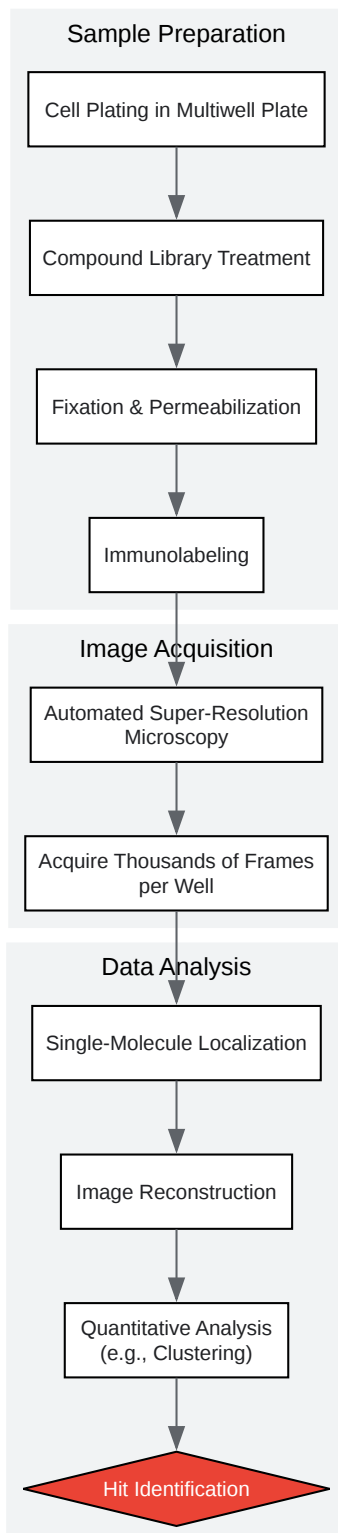 Sample Preparation
Cell Plating in Multiwell Plate
Compound Library Treatment
Fixation & Permeabilization
Immunolabeling
Image Acquisition
Automated Super-Resolution
Microscopy
Acquire Thousands of Frames
per Well
Data Analysis
Single-Molecule Localization
Image Reconstruction
Quantitative Analysis
(e.g., Clustering)
Hit Identification